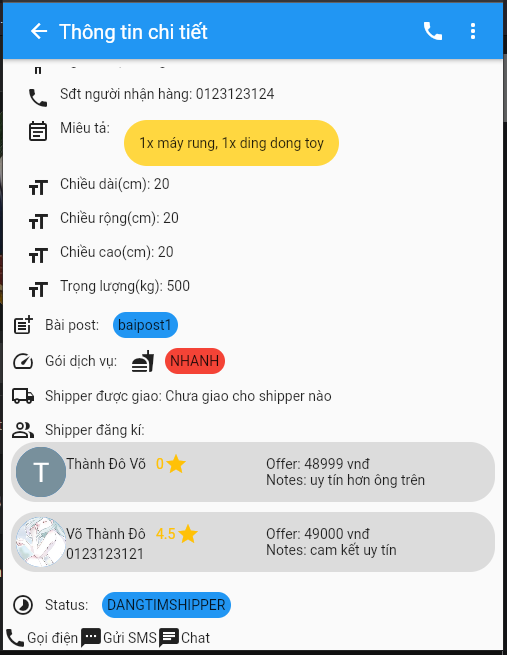 Thông tin chi tiết
Sđt người nhận hàng: 0123123124
Miêu tả: 1x máy rung, 1x ding dong toy
Chiều dài(cm): 20
Chiều rộng(cm): 20
Chiều cao(cm): 20
Trọng lượng(kg): 500
Bài post: baipost1
Gói dịch vụ: NHANH
Shipper được giao: Chưa giao cho shipper nào
Shipper đăng kí:
T Thành Đô Võ 0 Offer: 48999 vnđ
Notes: uy tín hơn ông trên
Võ Thành Đô 4.5 Offer: 49000 vnđ
0123123121 Notes: cam kết uy tín
Status: DANGTIMSHIPPER
Gọi điện Gửi SMS Chat